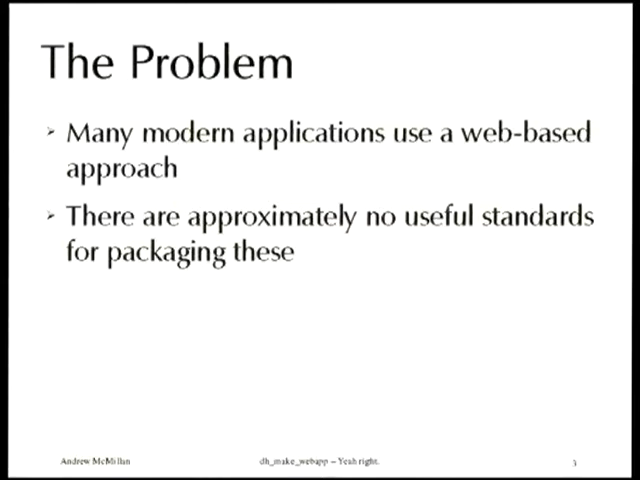 The Problem
Many modern applications use a web-based
approach
There are approximately no useful standards
for packaging these
Andrew McMillan
dh_make_webapp – Yeah right.
3